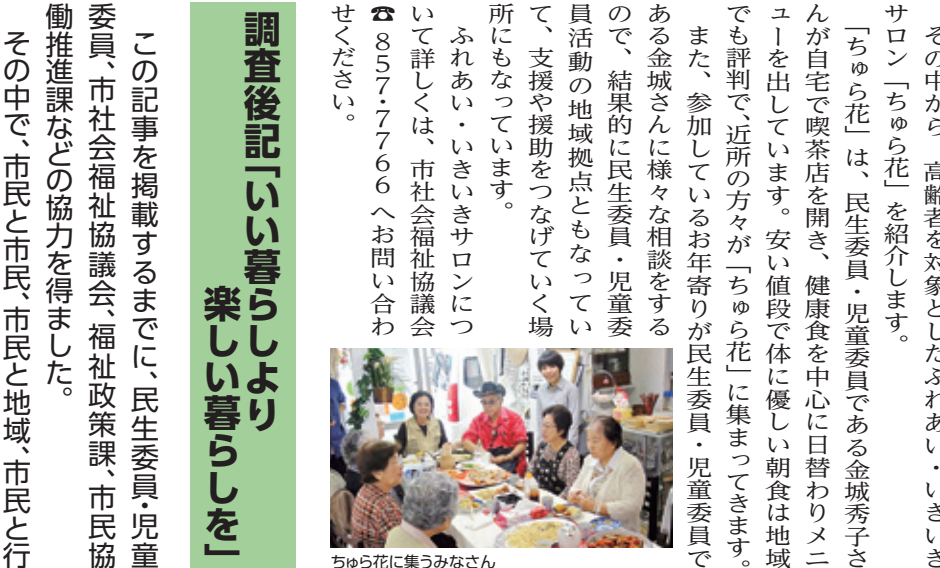 その中から、高齢者を対象としたふれあい・いきいき
サロン「ちゅら花」を紹介します。
「ちゅら花」は、民生委員・児童委員である金城秀子さ
んが自宅で喫茶店を開き、健康食を中心に日替わりメニ
ューを出しています。安い値段で体に優しい朝食は地域
でも評判で、近所の方々が「ちゅら花」に集まってきます。
また、参加しているお年寄りが民生委員・児童委員で
ある金城さんに様々な相談をする
ので、結果的に民生委員・児童委
員活動の地域拠点ともなってい
て、支援や援助をつなげていく場
所にもなっています。
ふれあい・いきいきサロンにつ
いて詳しくは、市社会福祉協議会
☎857・7766へお問い合わ
せください。
ちゅら花に集うみなさん
調査後記「いい暮らしより
楽しい暮らしを」
この記事を掲載するまでに、民生委員・児童
委員、市社会福祉協議会、福祉政策課、市民協
働推進課などの協力を得ました。
その中で、市民と市民、市民と地域、市民と行